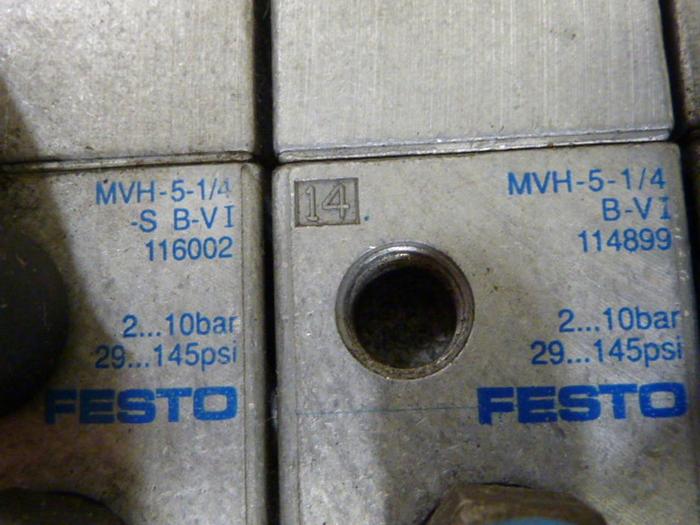 MVH-5-1/4
-S B-VI
116002
2...10bar
29...145psi
FESTO
14
MVH-5-1/4
B-VI
114899
2...10bar
29...145psi
FESTO